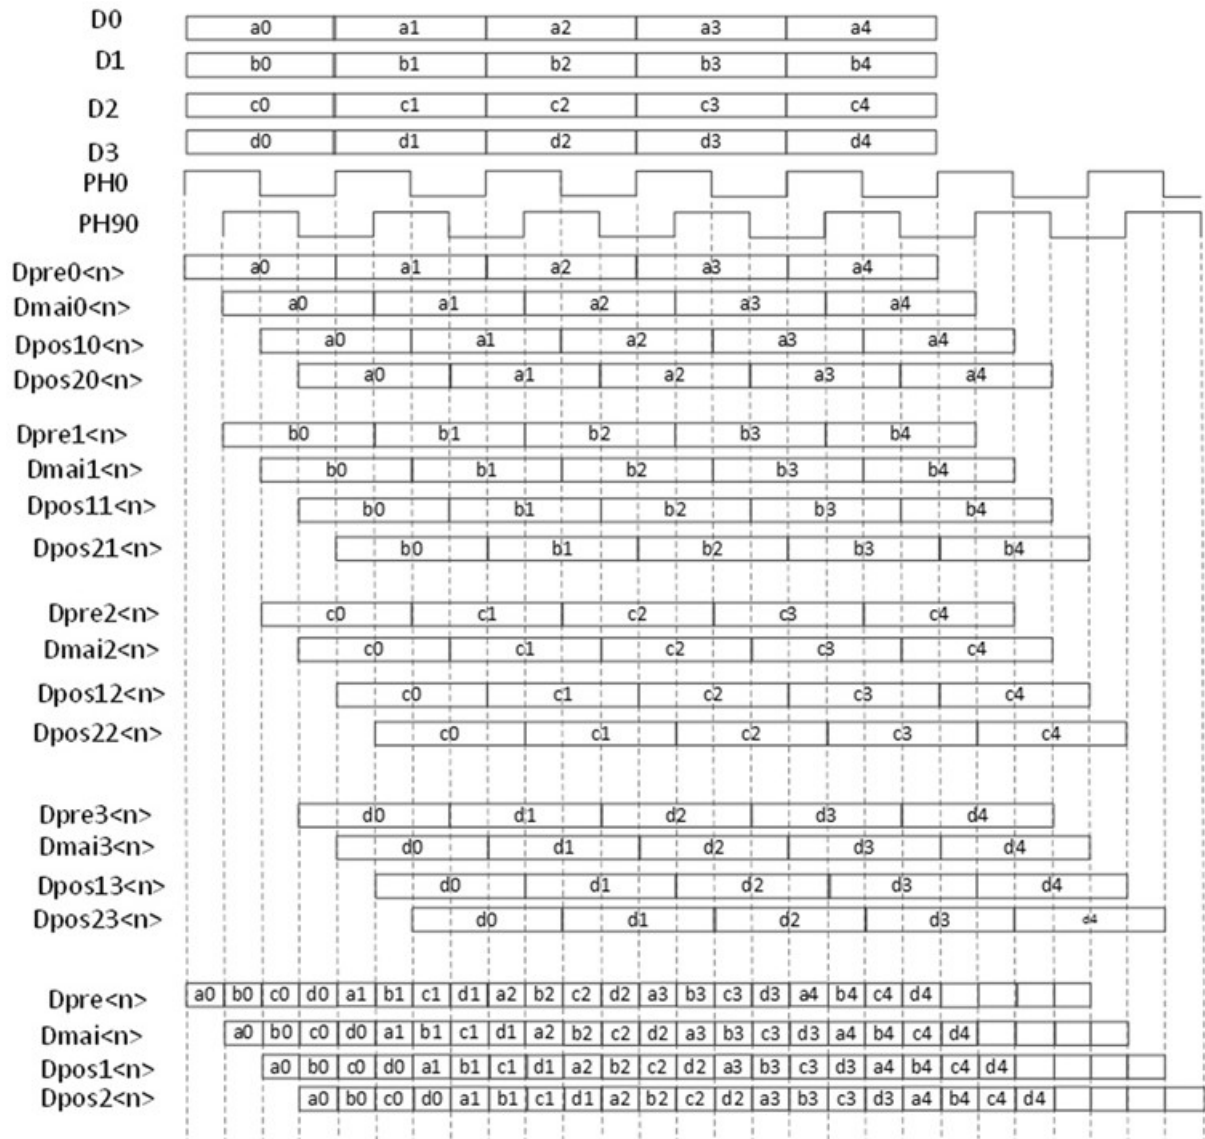 D0 a0 a1 a2 a3 a4
D1 b0 b1 b2 b3 b4
D2 c0 c1 c2 c3 c4
D3 d0 d1 d2 d3 d4
PH0
PH90
Dpre0<n> a0 a1 a2 a3 a4
Dmai0<n> a0 a1 a2 a3 a4
Dpos10<n> a0 a1 a2 a3 a4
Dpos20<n> a0 a1 a2 a3 a4
Dpre1<n> b0 b1 b2 b3 b4
Dmai1<n> b0 b1 b2 b3 b4
Dpos11<n> b0 b1 b2 b3 b4
Dpos21<n> b0 b1 b2 b3 b4
Dpre2<n> c0 c1 c2 c3 c4
Dmai2<n> c0 c1 c2 c3 c4
Dpos12<n> c0 c1 c2 c3 c4
Dpos22<n> c0 c1 c2 c3 c4
Dpre3<n> d0 d1 d2 d3 d4
Dmai3<n> d0 d1 d2 d3 d4
Dpos13<n> d0 d1 d2 d3 d4
Dpos23<n> d0 d1 d2 d3 d4
Dpre<n> a0 b0 c0 d0 a1 b1 c1 d1 a2 b2 c2 d2 a3 b3 c3 d3 a4 b4 c4 d4
Dmai<n> a0 b0 c0 d0 a1 b1 c1 d1 a2 b2 c2 d2 a3 b3 c3 d3 a4 b4 c4 d4
Dpos1<n> a0 b0 c0 d0 a1 b1 c1 d1 a2 b2 c2 d2 a3 b3 c3 d3 a4 b4 c4 d4
Dpos2<n> a0 b0 c0 d0 a1 b1 c1 d1 a2 b2 c2 d2 a3 b3 c3 d3 a4 b4 c4 d4